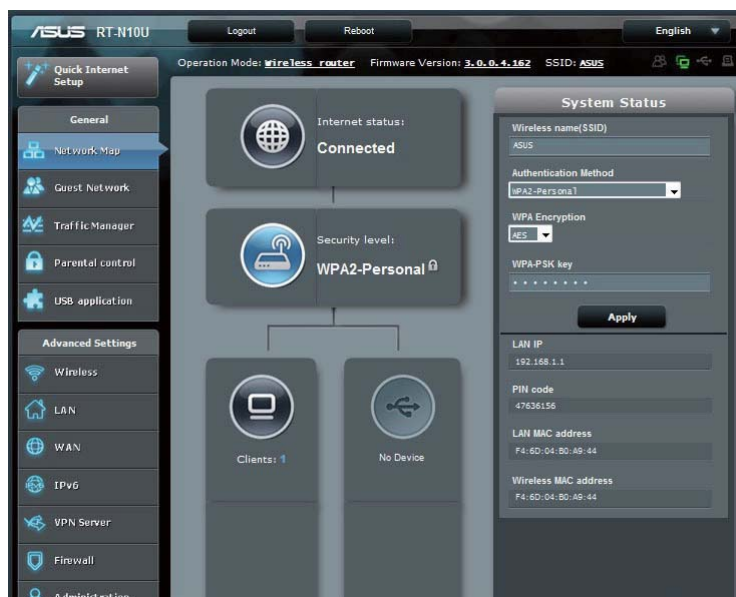 ASUS RT-N10U
Logout
Reboot
English
Quick Internet
Setup
Operation Mode: Wireless router Firmware Version: 3.0.0.4.162 SSID: ASUS
General
Network Map
Guest Network
Traffic Manager
Parental control
USB application
Advanced Settings
Wireless
LAN
WAN
IPv6
VPN Server
Firewall
Administration
Internet status:
Connected
Security level:
WPA2-Personal
Clients: 1
No Device
System Status
Wireless name(SSID)
ASUS
Authentication Method
WPA2-Personal
WPA Encryption
AES
WPA-PSK key
Apply
LAN IP
192.168.1.1
PIN code
47636156
LAN MAC address
F4:6D:04:B0:A9:44
Wireless MAC address
F4:6D:04:B0:A9:44